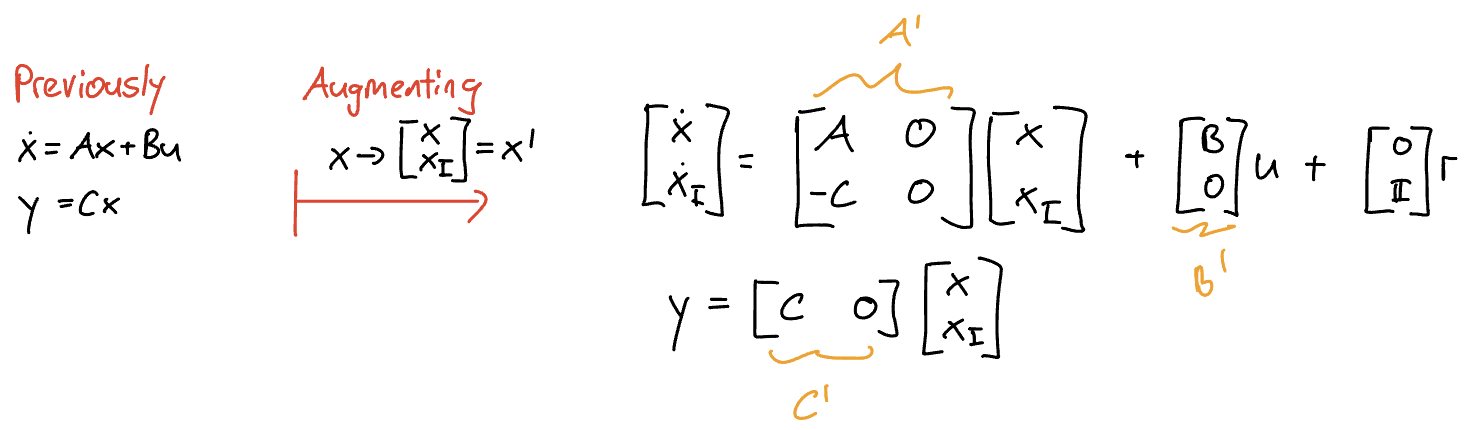 Previously
ẋ = Ax + Bu
y = Cx
Augmenting
x → [x; x_I] = x'
A'
[ẋ; ẋ_I] = [A 0; -C 0] [x; x_I] + [B; 0] u + [0; 𝕀] r
B'
y = [C 0] [x; x_I]
C'